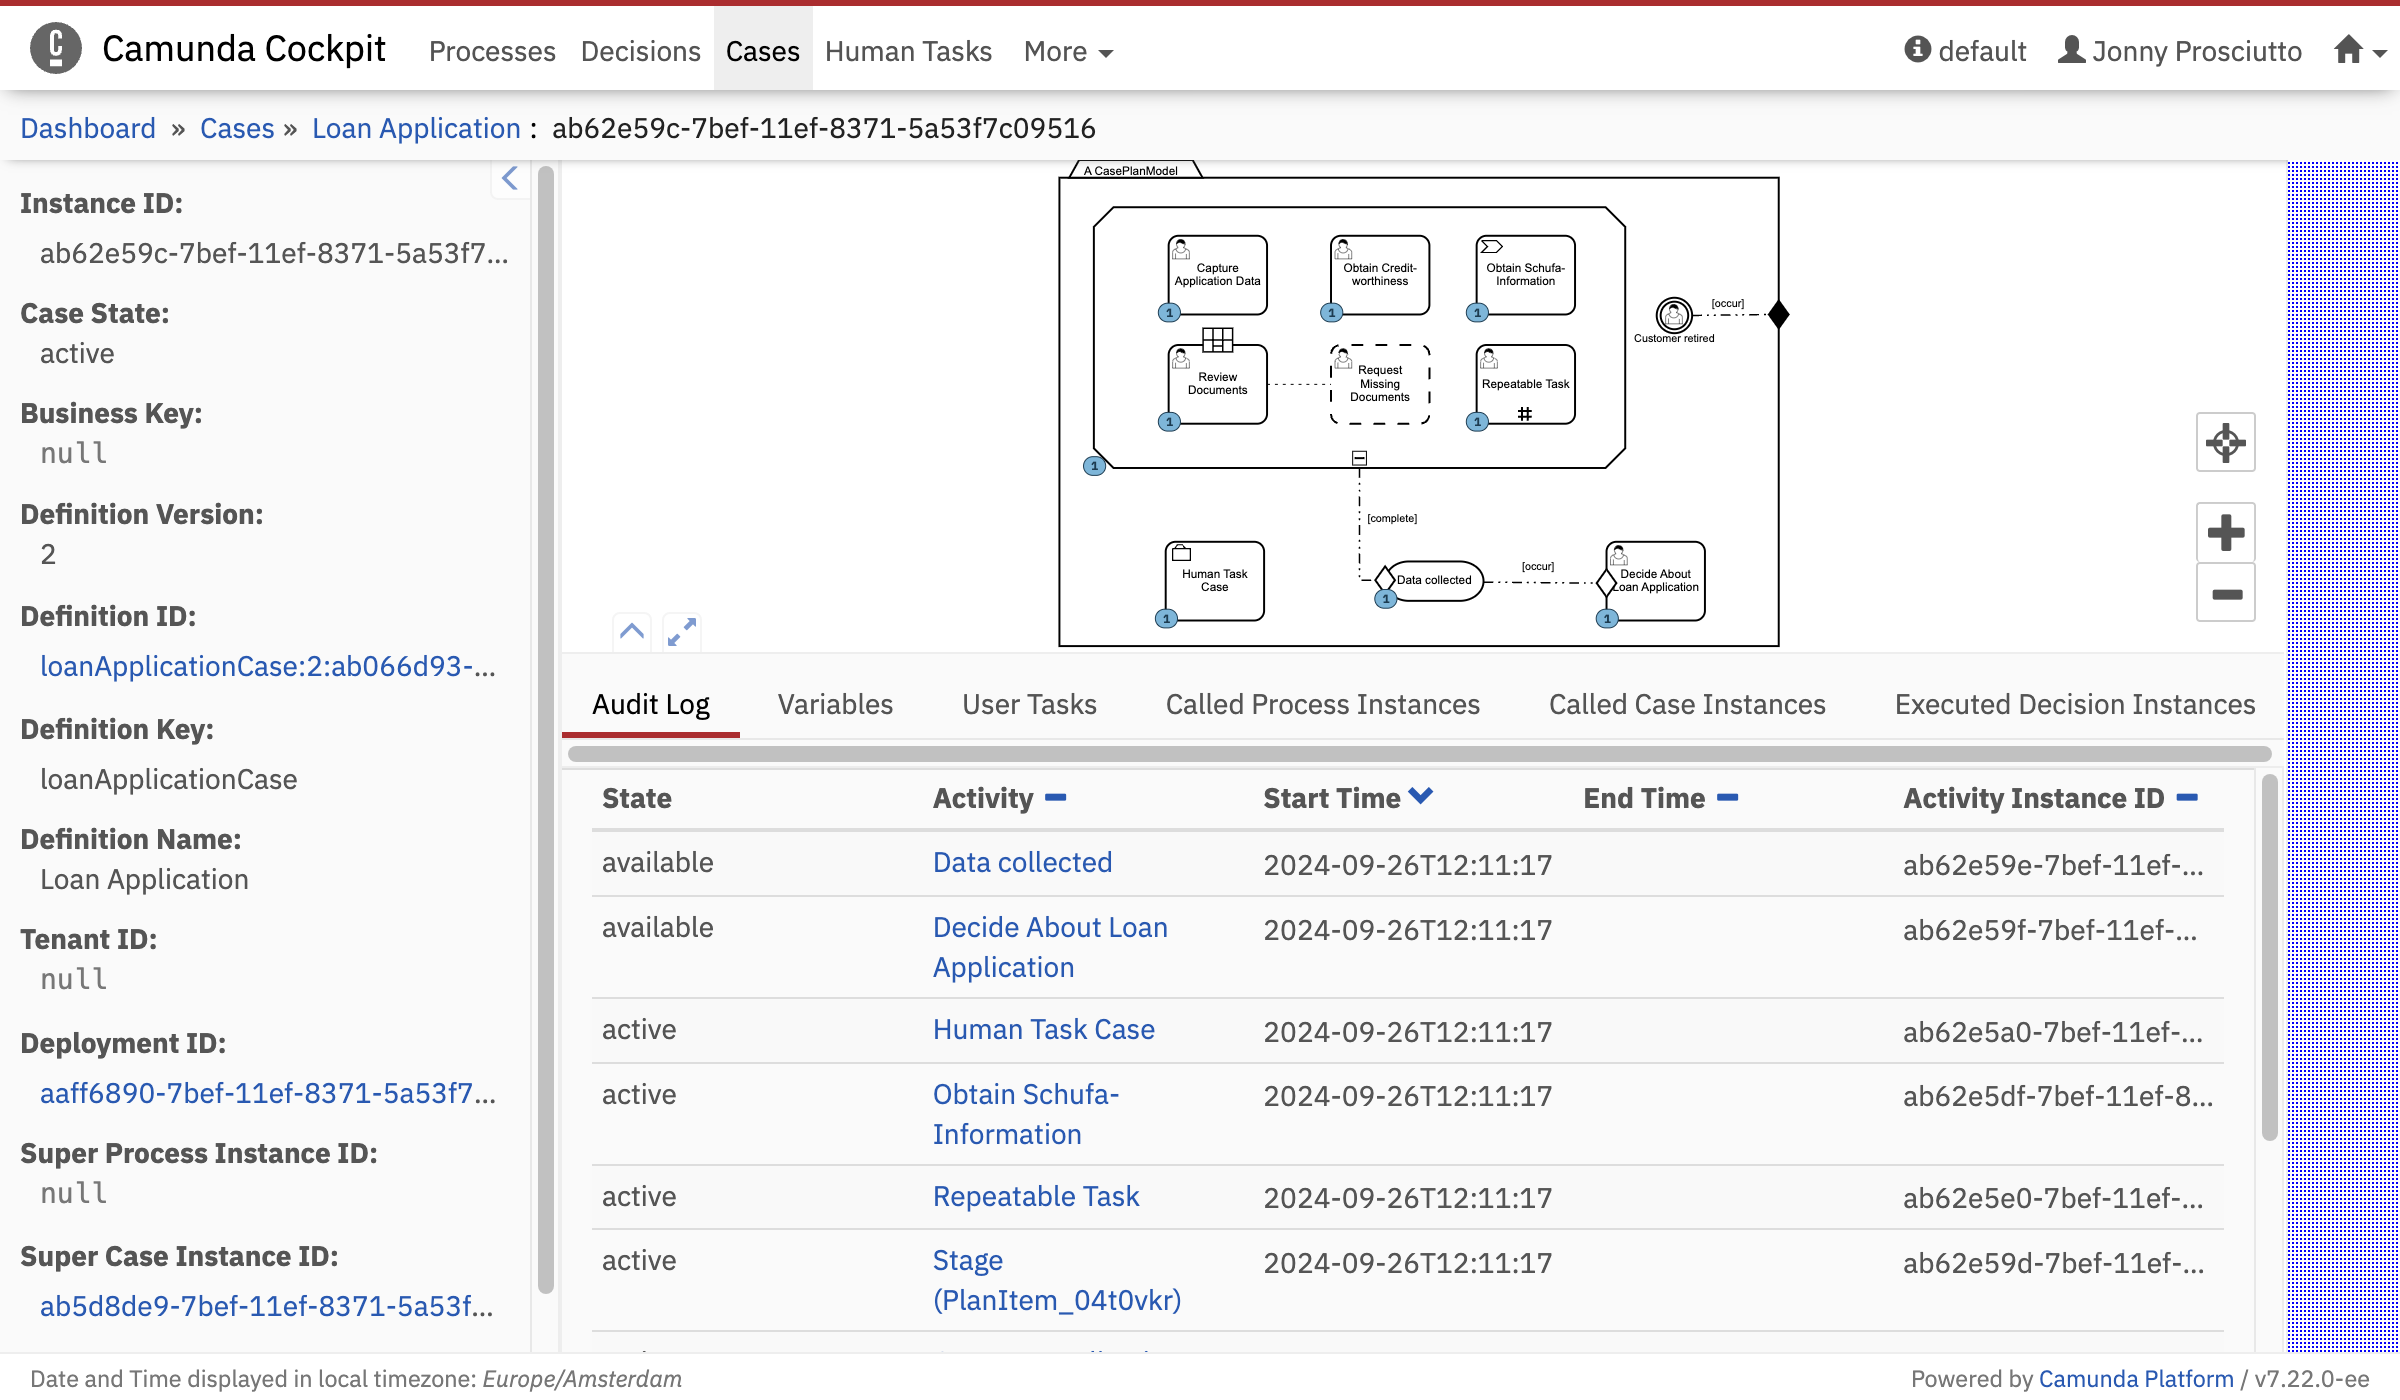 Camunda Cockpit Processes Decisions Cases Human Tasks More default Jonny Prosciutto
Dashboard » Cases » Loan Application : ab62e59c-7bef-11ef-8371-5a53f7c09516
Instance ID:
ab62e59c-7bef-11ef-8371-5a53f7...
Case State:
active
Business Key:
null
Definition Version:
2
Definition ID:
loanApplicationCase:2:ab066d93-...
Definition Key:
loanApplicationCase
Definition Name:
Loan Application
Tenant ID:
null
Deployment ID:
aaff6890-7bef-11ef-8371-5a53f7...
Super Process Instance ID:
null
Super Case Instance ID:
ab5d8de9-7bef-11ef-8371-5a53f...
A CasePlanModel
Capture
Application Data
1
Obtain Credit-
worthiness
1
Obtain Schufa-
Information
1
[occur]
Customer retired
Review
Documents
1
Request
Missing
Documents
Repeatable Task
1
1
[complete]
Human Task
Case
1
Data collected
1
[occur]
Decide About
Loan Application
1
Audit Log Variables User Tasks Called Process Instances Called Case Instances Executed Decision Instances
State Activity Start Time End Time Activity Instance ID
available Data collected 2024-09-26T12:11:17 ab62e59e-7bef-11ef-...
available Decide About Loan 2024-09-26T12:11:17 ab62e59f-7bef-11ef-...
Application
active Human Task Case 2024-09-26T12:11:17 ab62e5a0-7bef-11ef-...
active Obtain Schufa- 2024-09-26T12:11:17 ab62e5df-7bef-11ef-8...
Information
active Repeatable Task 2024-09-26T12:11:17 ab62e5e0-7bef-11ef-...
active Stage 2024-09-26T12:11:17 ab62e59d-7bef-11ef-...
(PlanItem_04t0vkr)
Date and Time displayed in local timezone: Europe/Amsterdam
Powered by Camunda Platform / v7.22.0-ee